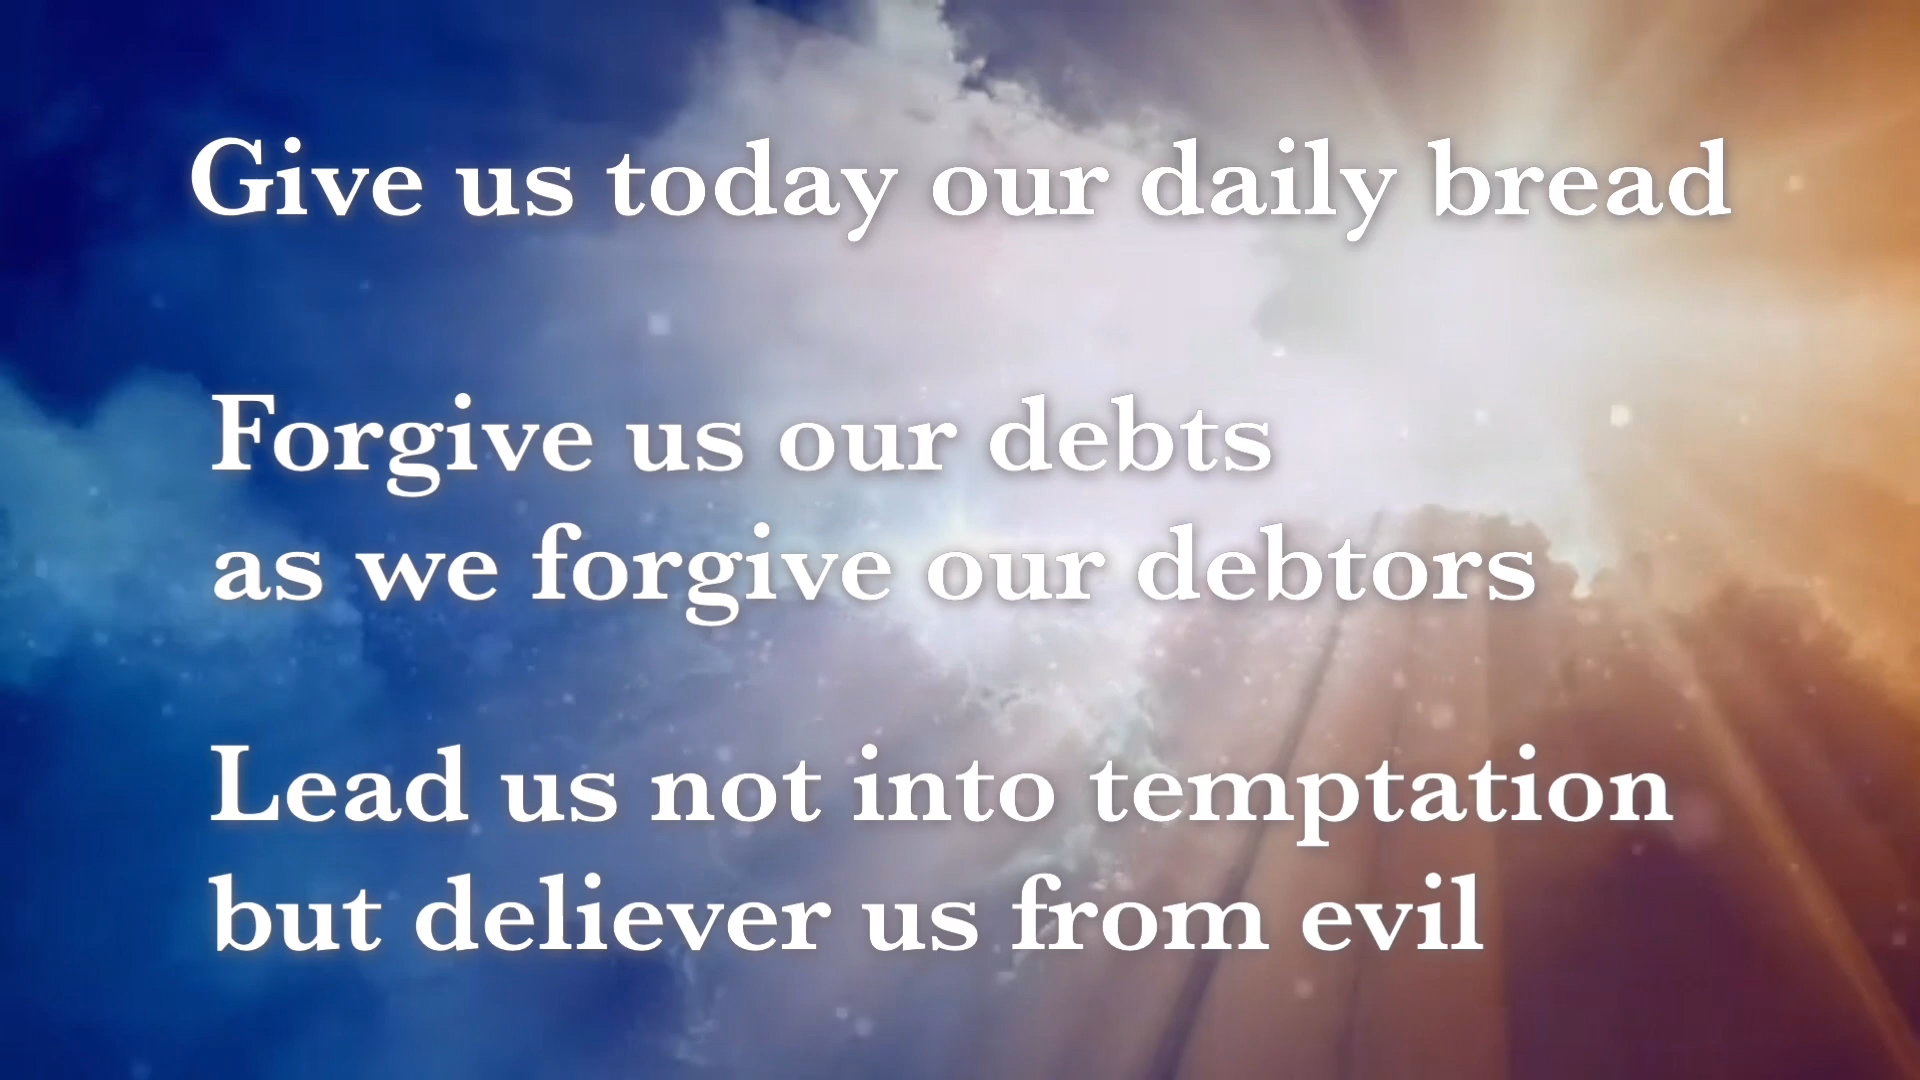 Give us today our daily bread
Forgive us our debts
as we forgive our debtors
Lead us not into temptation
but deliever us from evil